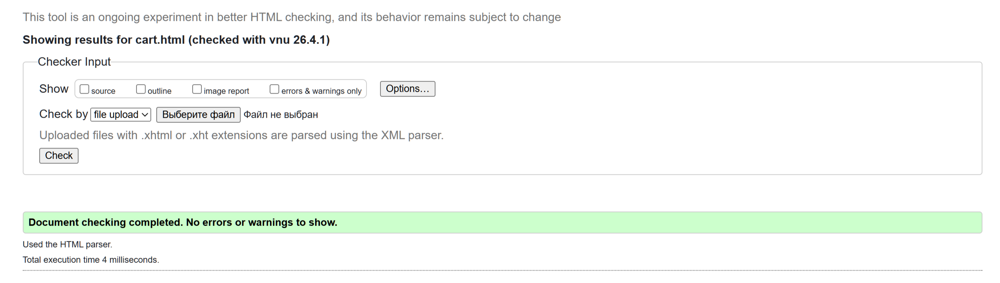 This tool is an ongoing experiment in better HTML checking, and its behavior remains subject to change
Showing results for cart.html (checked with vnu 26.4.1)
Checker Input
Show source outline image report errors & warnings only Options…
Check by file upload Выберите файл Файл не выбран
Uploaded files with .xhtml or .xht extensions are parsed using the XML parser.
Check
Document checking completed. No errors or warnings to show.
Used the HTML parser.
Total execution time 4 milliseconds.